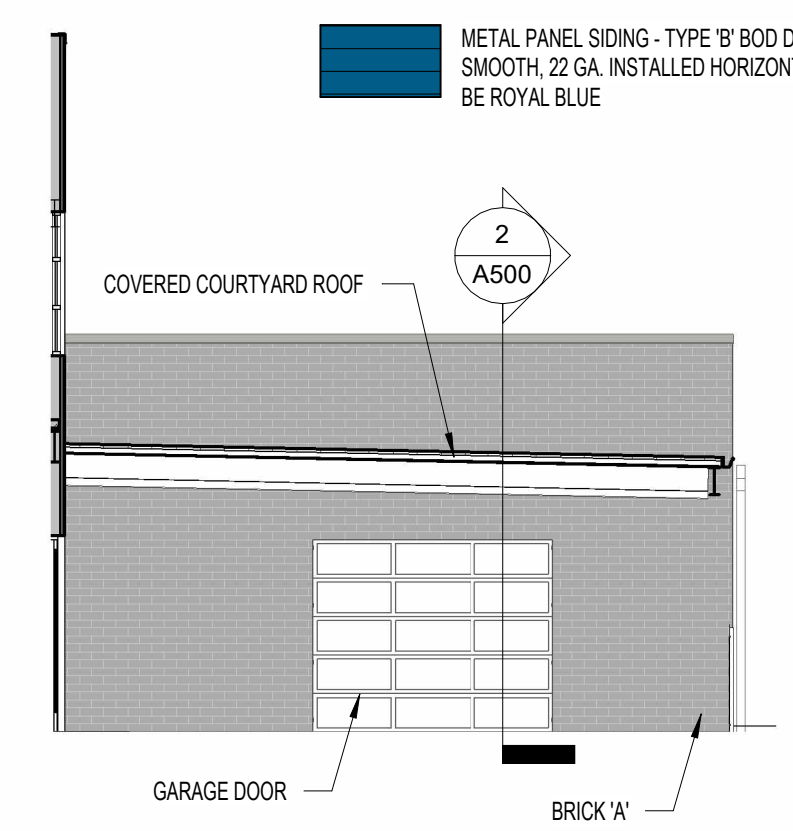 METAL PANEL SIDING - TYPE 'B' BOD
SMOOTH, 22 GA. INSTALLED
BE ROYAL BLUE
2
A500
COVERED COURTYARD ROOF
GARAGE DOOR
BRICK 'A'